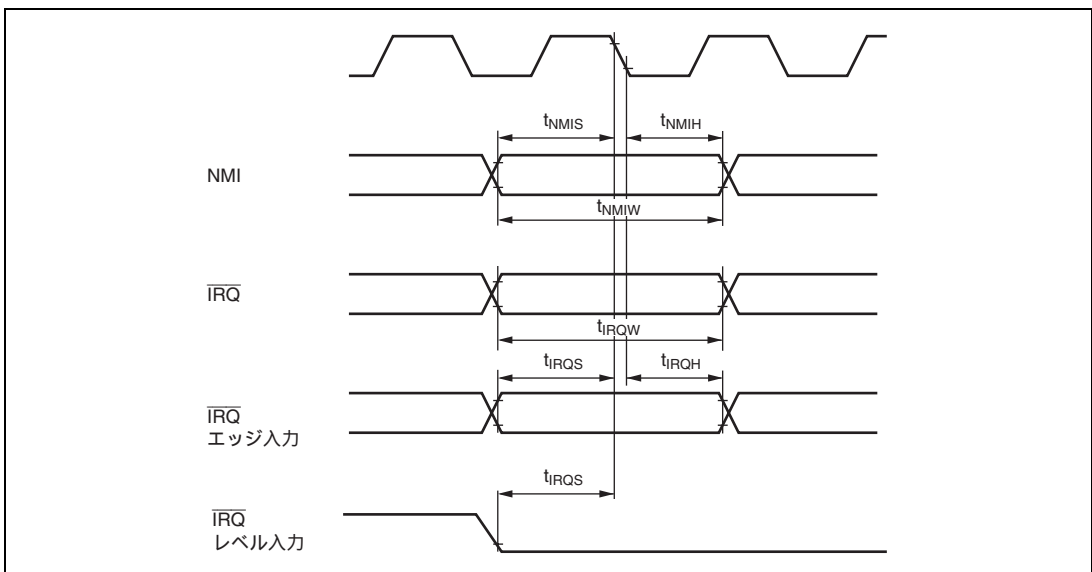 tNMIS
tNMIH
NMI
tNMIW
IRQ
tIRQW
tIRQS
tIRQH
IRQ
エッジ入力
tIRQS
IRQ
レベル入力